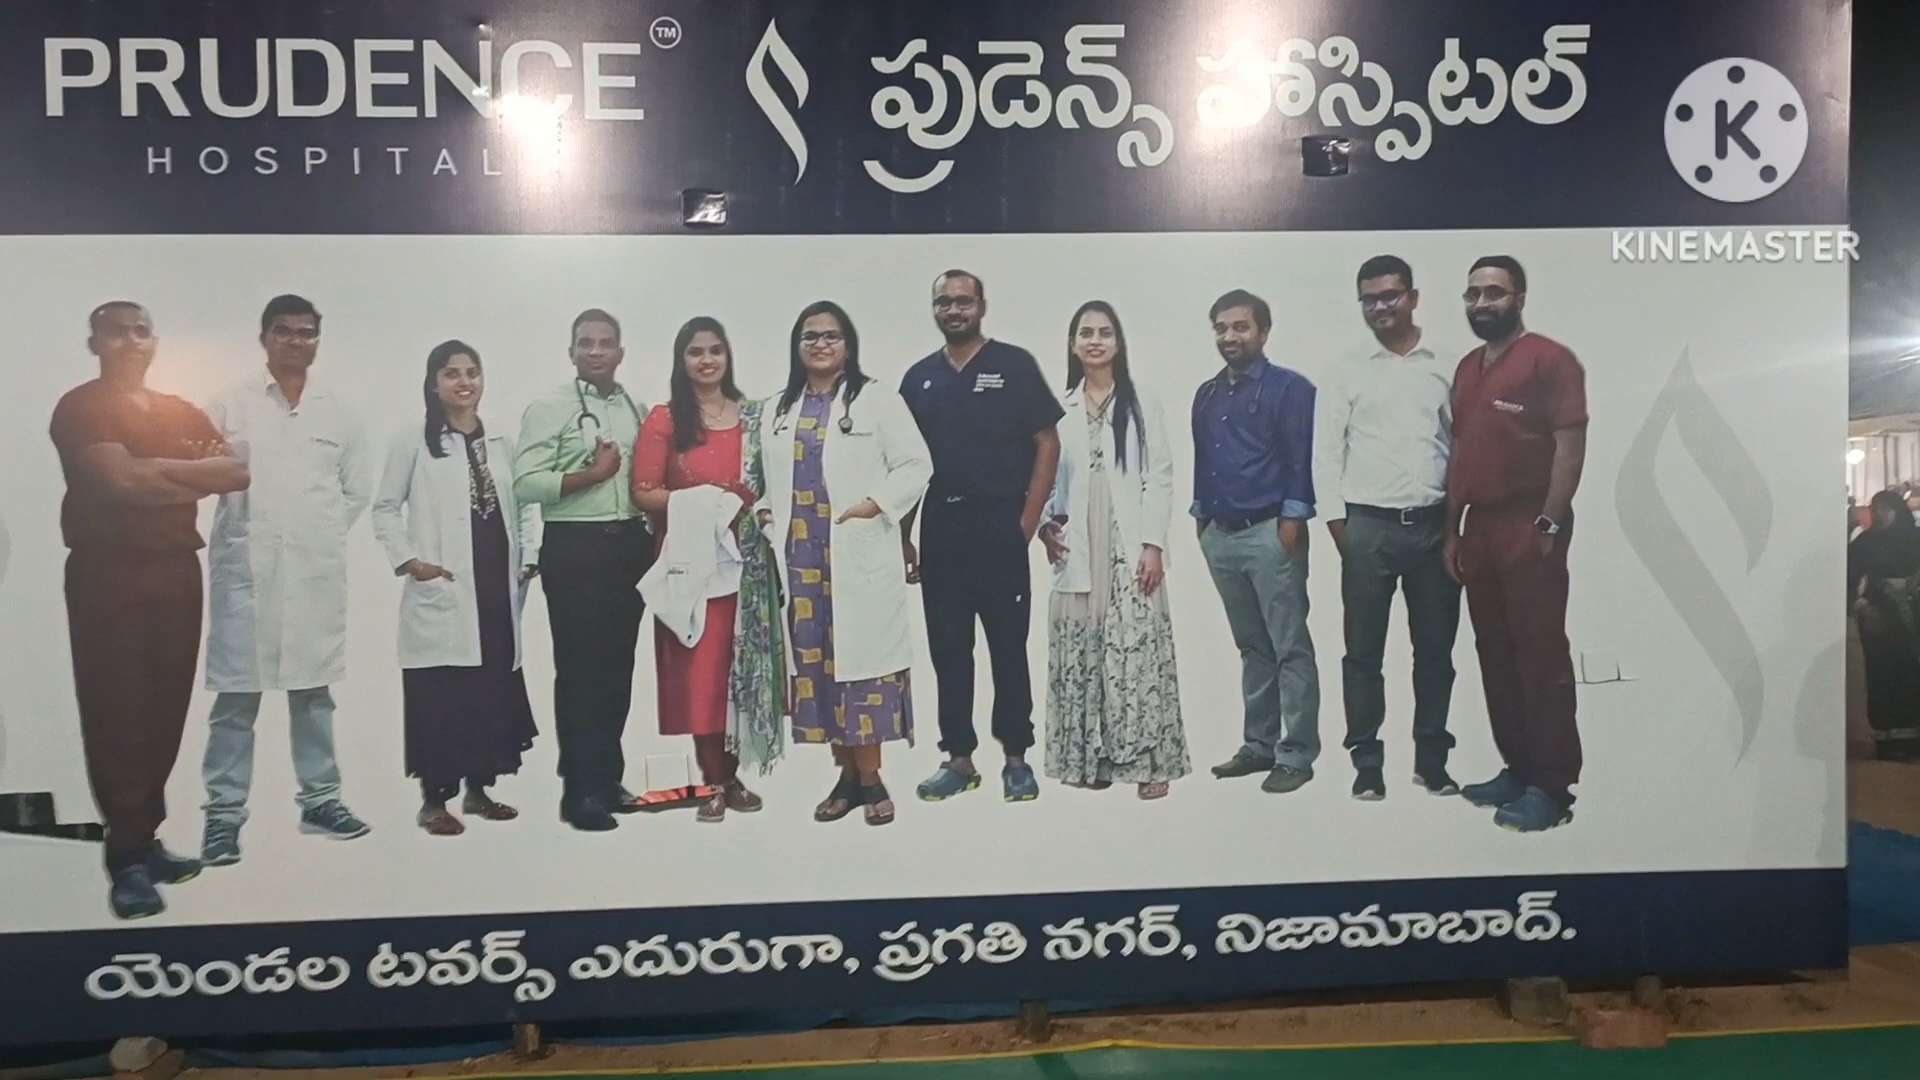 PRUDENCE™
HOSPITAL
ప్రుడెన్స్ హాస్పిటల్
KINEMASTER
యెండల టవర్స్ ఎదురుగా, ప్రగతి నగర్, నిజామాబాద్.